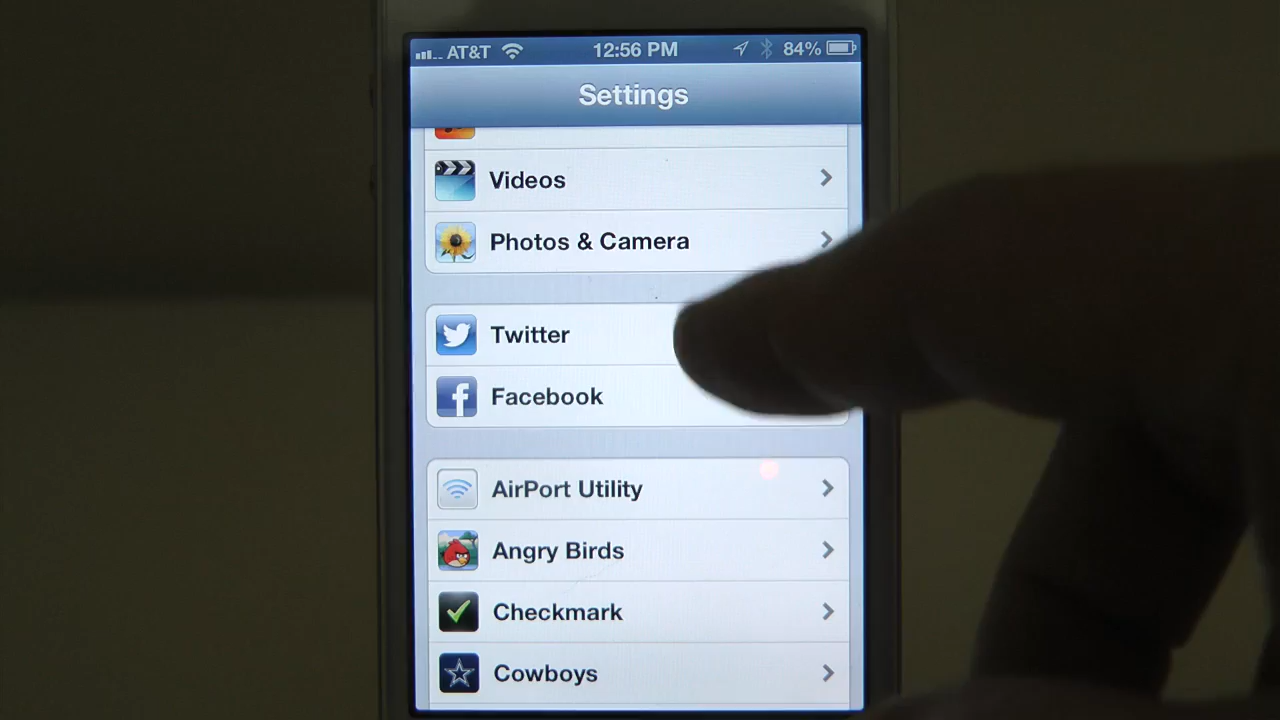 AT&T 12:56 PM 84%
Settings
Videos
Photos & Camera
Twitter
Facebook
AirPort Utility
Angry Birds
Checkmark
Cowboys